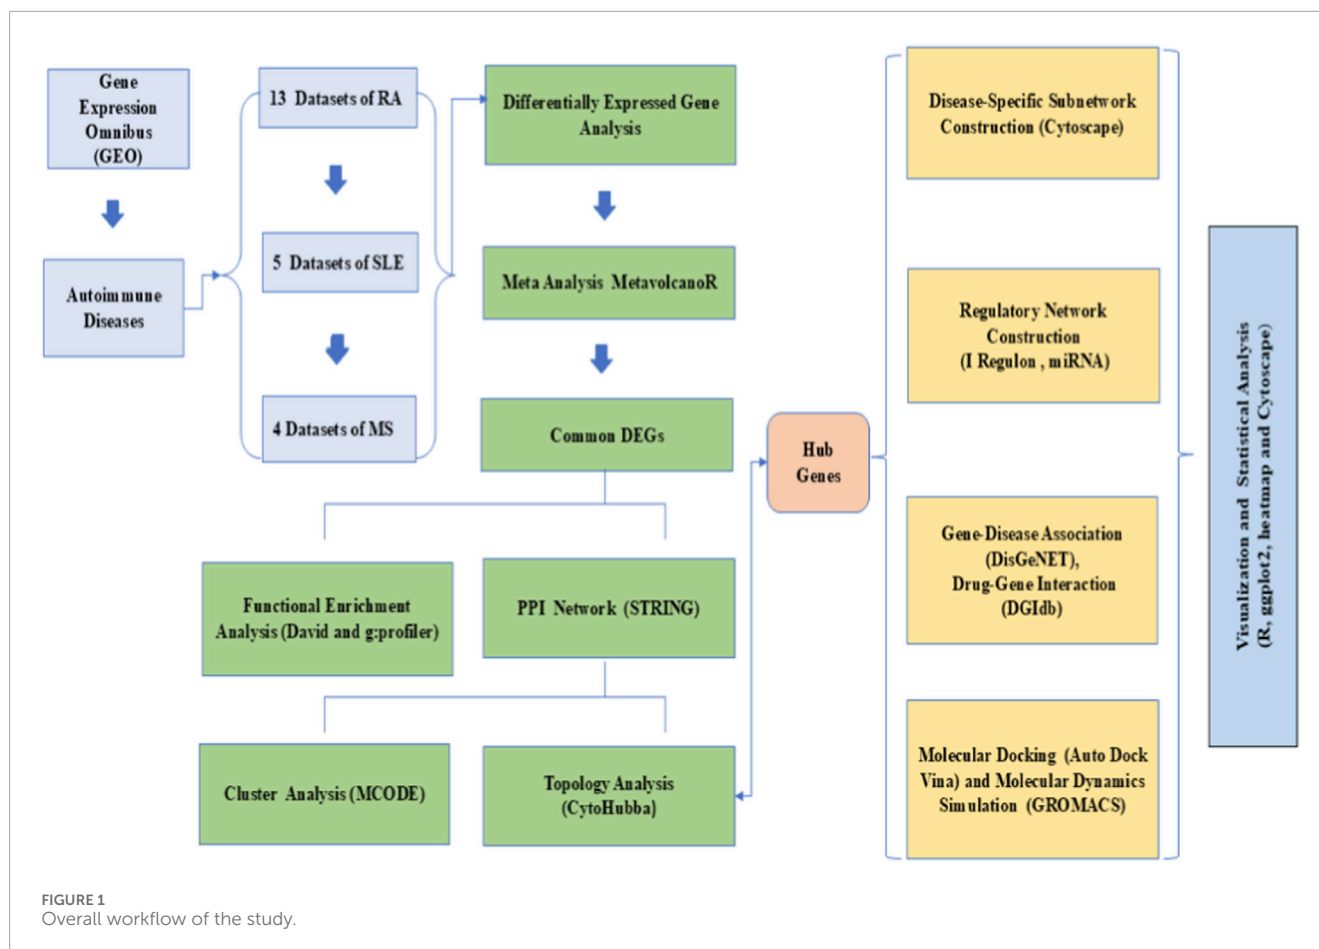 Gene
Expression
Omnibus
(GEO)
Autoimmune
Diseases
13 Datasets of RA
5 Datasets of SLE
4 Datasets of MS
Differentially Expressed Gene
Analysis
Meta Analysis MetavolcanoR
Common DEGs
Functional Enrichment
Analysis (David and g:profiler)
PPI Network (STRING)
Cluster Analysis (MCODE)
Topology Analysis
(CytoHubba)
Hub
Genes
Disease-Specific Subnetwork
Construction (Cytoscape)
Regulatory Network
Construction
(I Regulon , miRNA)
Gene-Disease Association
(DisGeNET),
Drug-Gene Interaction
(DGIdb)
Molecular Docking (Auto Dock
Vina) and Molecular Dynamics
Simulation (GROMACS)
Visualization and Statistical Analysis
(R, ggplot2, heatmap and Cytoscape)
FIGURE 1
Overall workflow of the study.